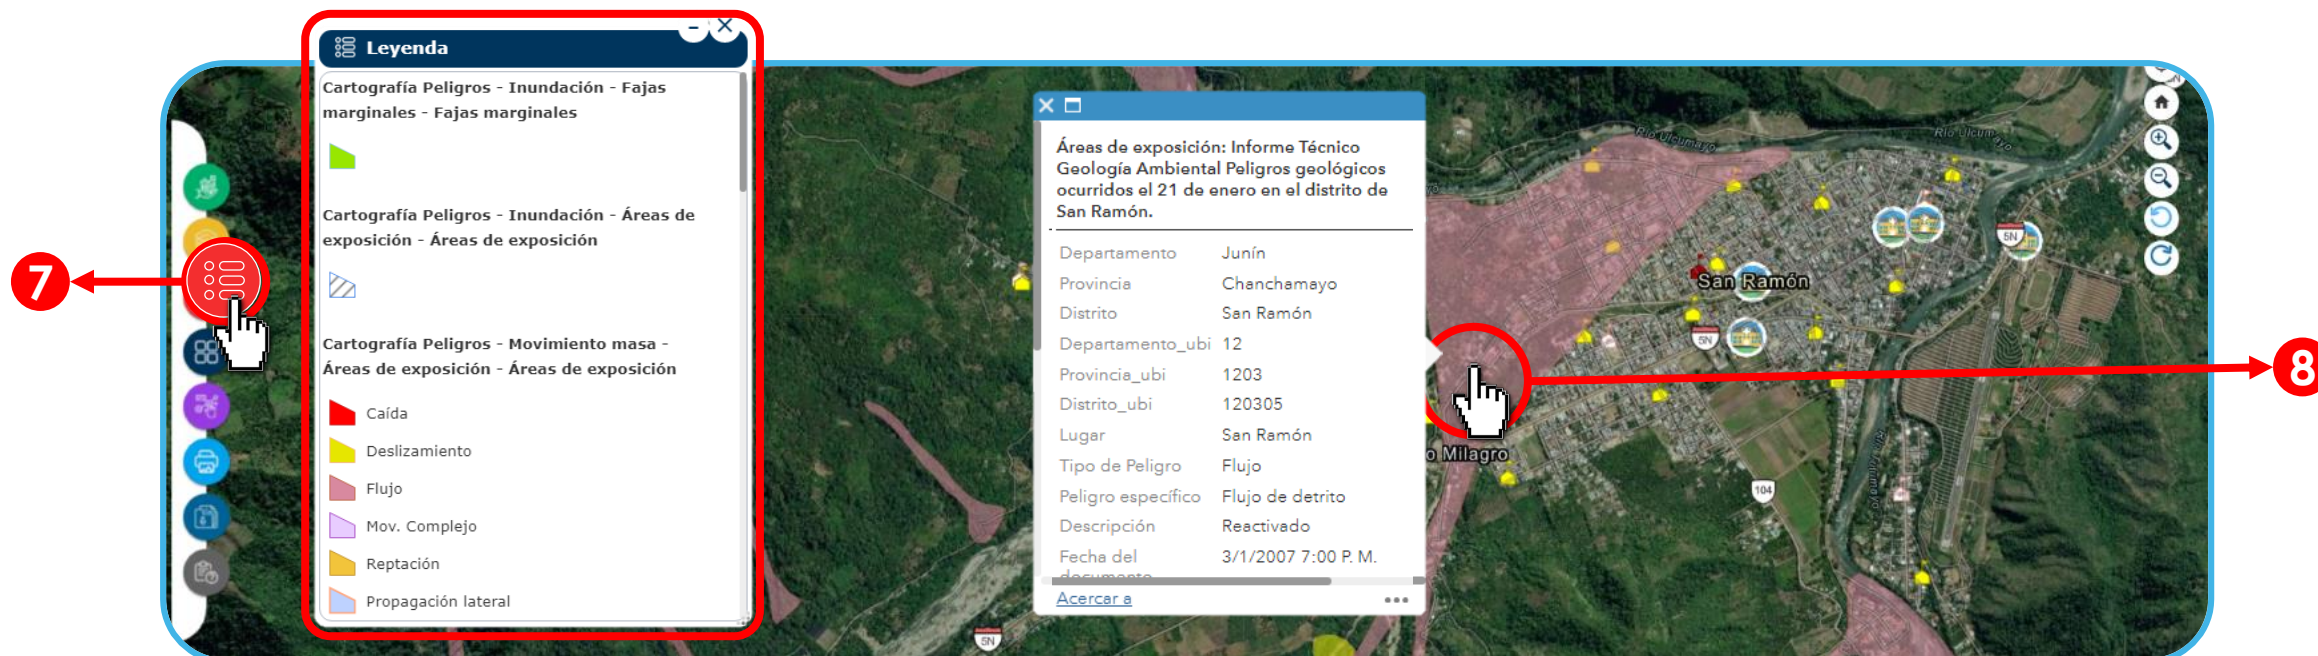 Leyenda
Cartografía Peligros - Inundación - Fajas
marginales - Fajas marginales
Cartografía Peligros - Inundación - Áreas de
exposición - Áreas de exposición
Cartografía Peligros - Movimiento masa -
Áreas de exposición - Áreas de exposición
Caída
Deslizamiento
Flujo
Mov. Complejo
Reptación
Propagación lateral
7
Áreas de exposición: Informe Técnico
Geología Ambiental Peligros geológicos
ocurridos el 21 de enero en el distrito de
San Ramón.
Departamento Junín
Provincia Chanchamayo
Distrito San Ramón
Departamento_ubi 12
Provincia_ubi 1203
Distrito_ubi 120305
Lugar San Ramón
Tipo de Peligro Flujo
Peligro específico Flujo de detrito
Descripción Reactivado
Fecha del 3/1/2007 7:00 P. M.
documento
Acercar a
Río Ulcumayo
San Ramón
5N
5N
o Milagro
104
5N
8